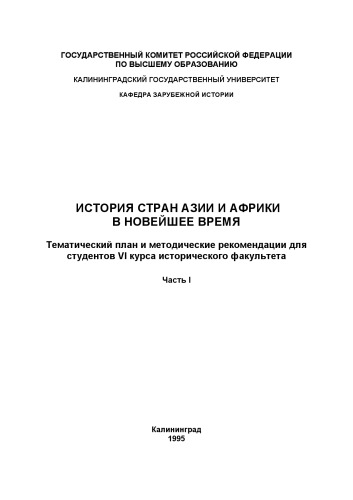 ГОСУДАРСТВЕННЫЙ КОМИТЕТ РОССИЙСКОЙ ФЕДЕРАЦИИ
ПО ВЫСШЕМУ ОБРАЗОВАНИЮ
КАЛИНИНГРАДСКИЙ ГОСУДАРСТВЕННЫЙ УНИВЕРСИТЕТ
КАФЕДРА ЗАРУБЕЖНОЙ ИСТОРИИ
ИСТОРИЯ СТРАН АЗИИ И АФРИКИ
В НОВЕЙШЕЕ ВРЕМЯ
Тематический план и методические рекомендации для
студентов VI курса исторического факультета
Часть I
Калининград
1995